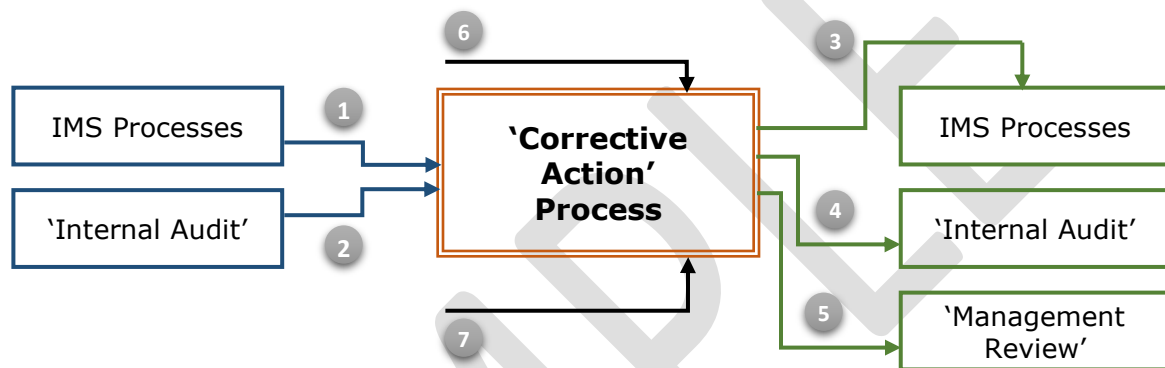 6
3
IMS Processes
1
‘Corrective
Action’
Process
IMS Processes
‘Internal Audit’
2
4
‘Internal Audit’
7
5
‘Management
Review’